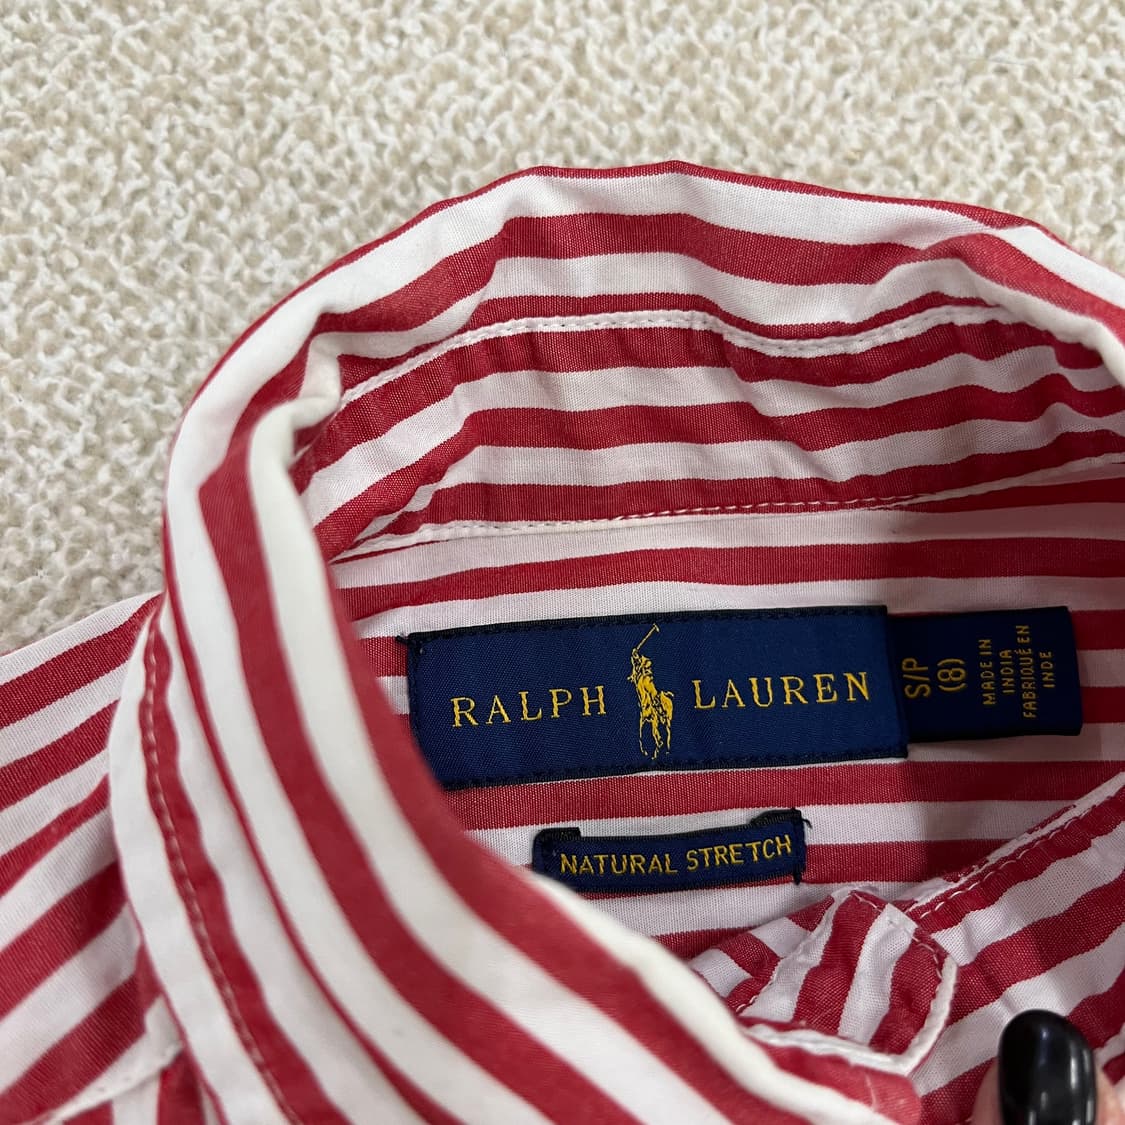 RALPH LAUREN
S/P
(8)
MADE IN
INDIA
FABRIQUÉ EN
INDE
NATURAL STRETCH